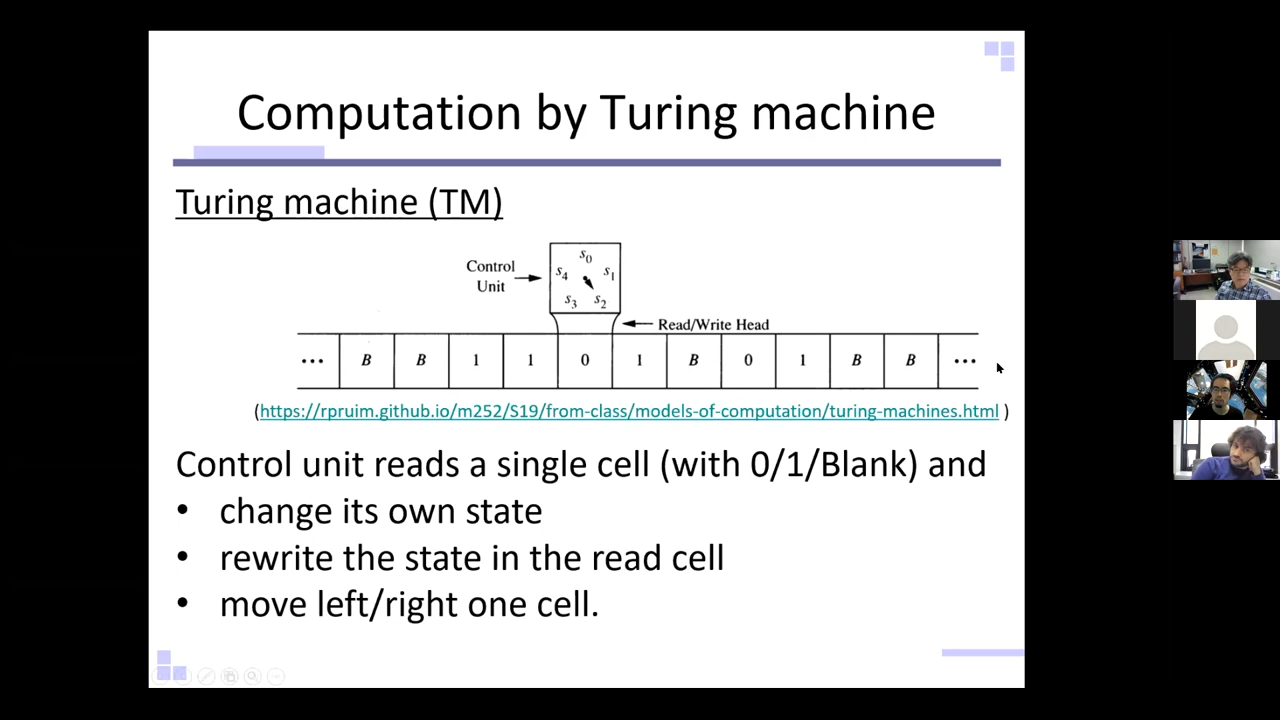 Computation by Turing machine
Turing machine (TM)
Control
Unit
s0
s4 s1
s3 s2
Read/Write Head
... B B 1 1 0 1 B 0 1 B B ...
(https://rpruim.github.io/m252/S19/from-class/models-of-computation/turing-machines.html )
Control unit reads a single cell (with 0/1/Blank) and
• change its own state
• rewrite the state in the read cell
• move left/right one cell.